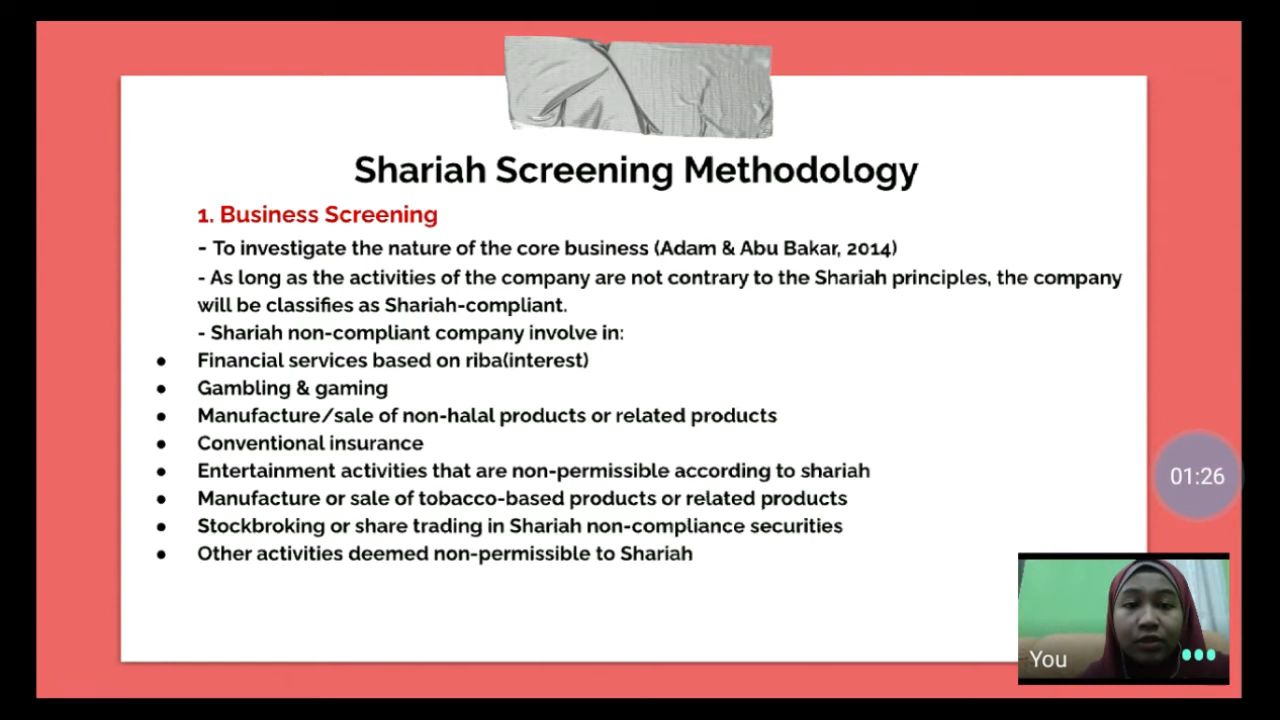 Shariah Screening Methodology
1. Business Screening
- To investigate the nature of the core business (Adam & Abu Bakar, 2014)
- As long as the activities of the company are not contrary to the Shariah principles, the company
will be classifies as Shariah-compliant.
- Shariah non-compliant company involve in:
● Financial services based on riba(interest)
● Gambling & gaming
● Manufacture/sale of non-halal products or related products
● Conventional insurance
● Entertainment activities that are non-permissible according to shariah
● Manufacture or sale of tobacco-based products or related products
● Stockbroking or share trading in Shariah non-compliance securities
● Other activities deemed non-permissible to Shariah
01:26
You